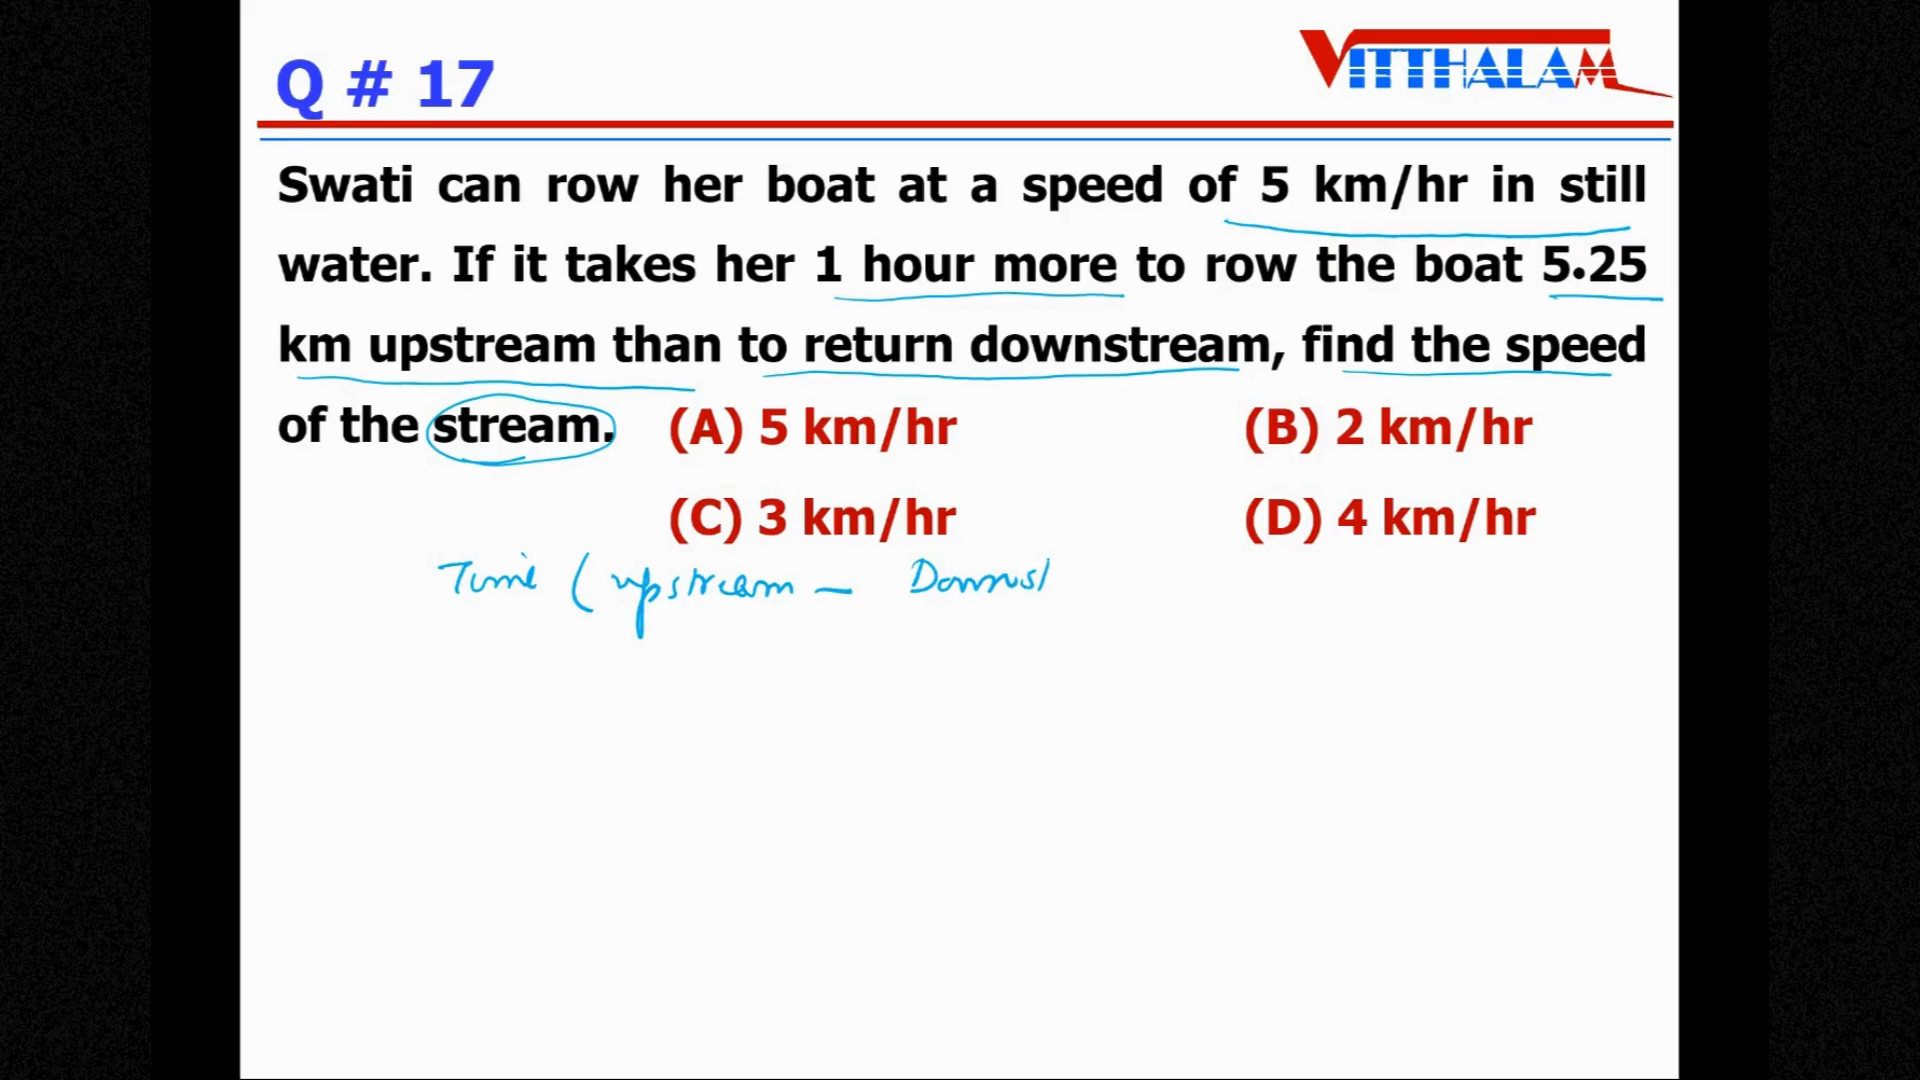 Q # 17
VITTHALAM
Swati can row her boat at a speed of 5 km/hr in still
water. If it takes her 1 hour more to row the boat 5.25
km upstream than to return downstream, find the speed
of the stream. (A) 5 km/hr (B) 2 km/hr
(C) 3 km/hr (D) 4 km/hr
Time ( upstream - Downst